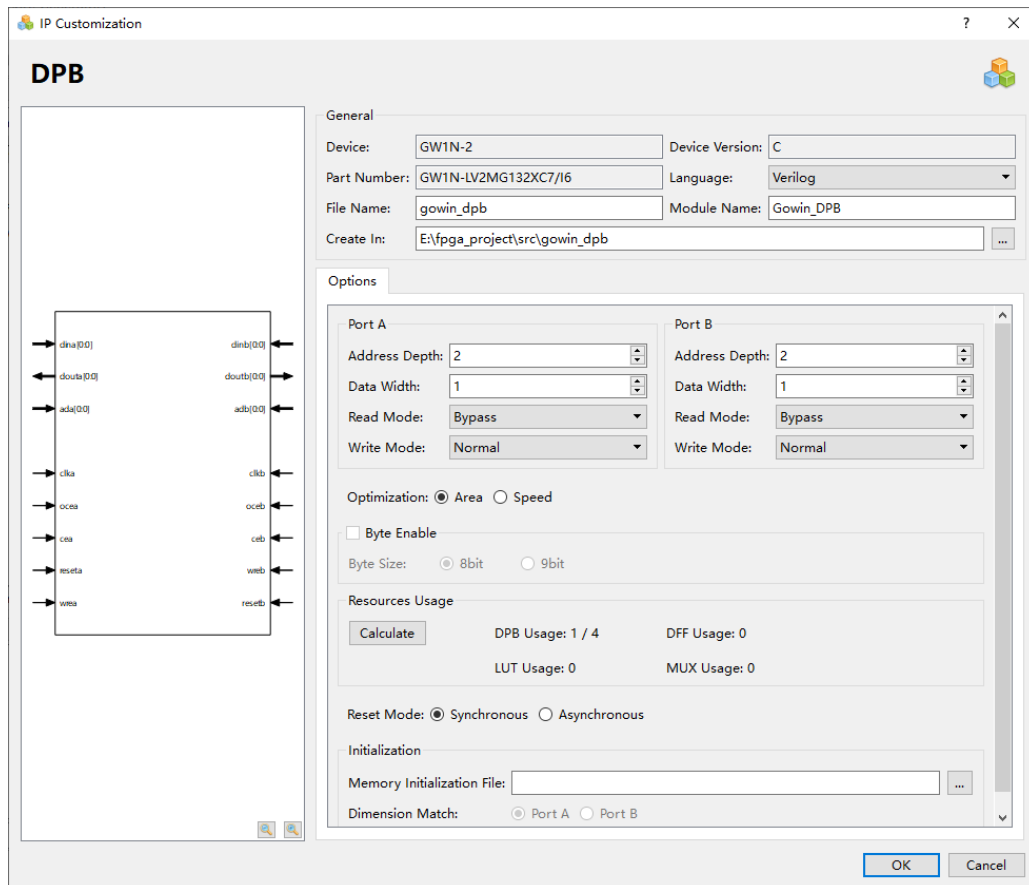 IP Customization
?
DPB
General
Device: GW1N-2 Device Version: C
Part Number: GW1N-LV2MG132XC7/I6 Language: Verilog
File Name: gowin_dpb Module Name: Gowin_DPB
Create In: E:\fpga_project\src\gowin_dpb ...
Options
dina[0:0] dinb[0:0]
douta[0:0] doutb[0:0]
ada[0:0] adb[0:0]
clka clkb
ocea oceb
cea ceb
reseta wreb
wrea resetb
Port A
Address Depth: 2
Data Width: 1
Read Mode: Bypass
Write Mode: Normal
Port B
Address Depth: 2
Data Width: 1
Read Mode: Bypass
Write Mode: Normal
Optimization: Area Speed
Byte Enable
Byte Size: 8bit 9bit
Resources Usage
Calculate DPB Usage: 1 / 4 DFF Usage: 0
LUT Usage: 0 MUX Usage: 0
Reset Mode: Synchronous Asynchronous
Initialization
Memory Initialization File: ...
Dimension Match: Port A Port B
OK Cancel